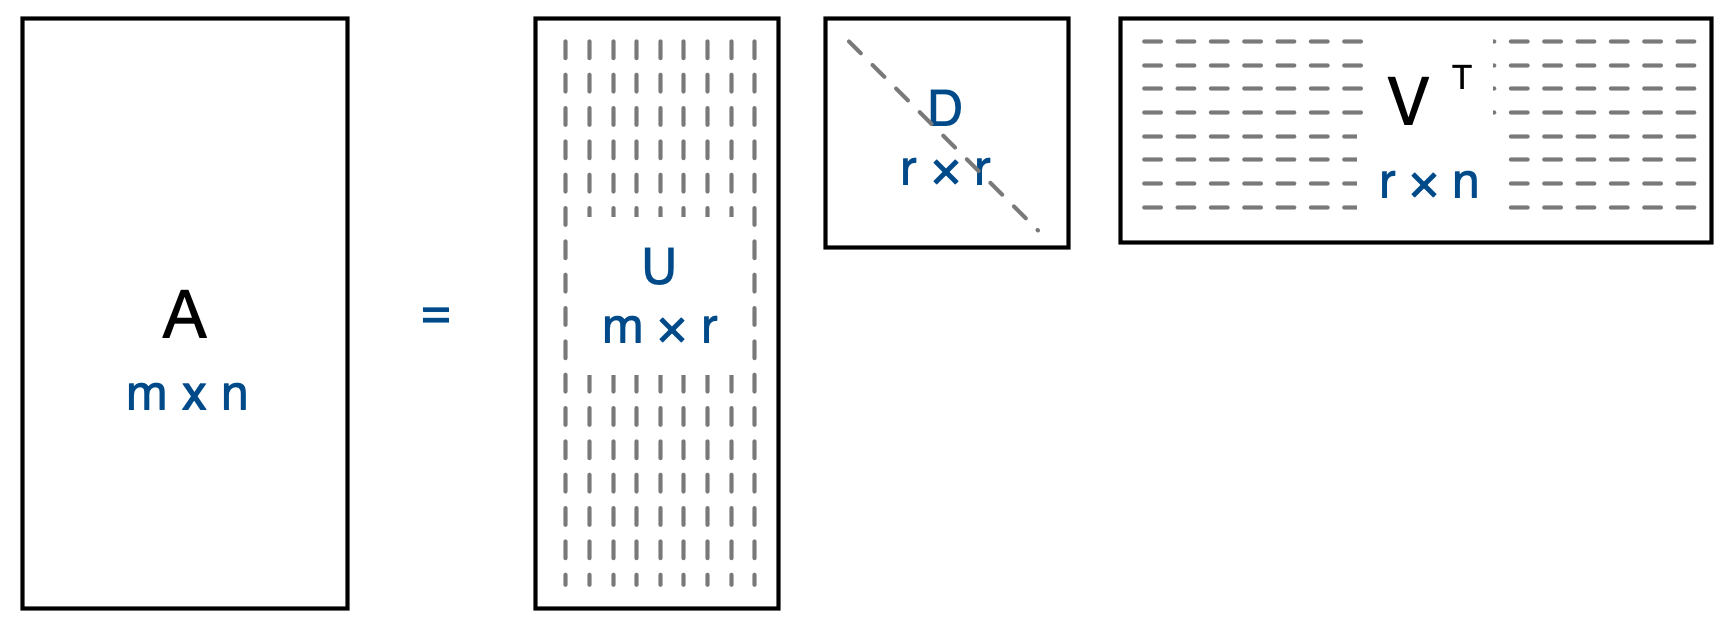 A
m x n
=
U
m × r
D
r × r
V T
r × n